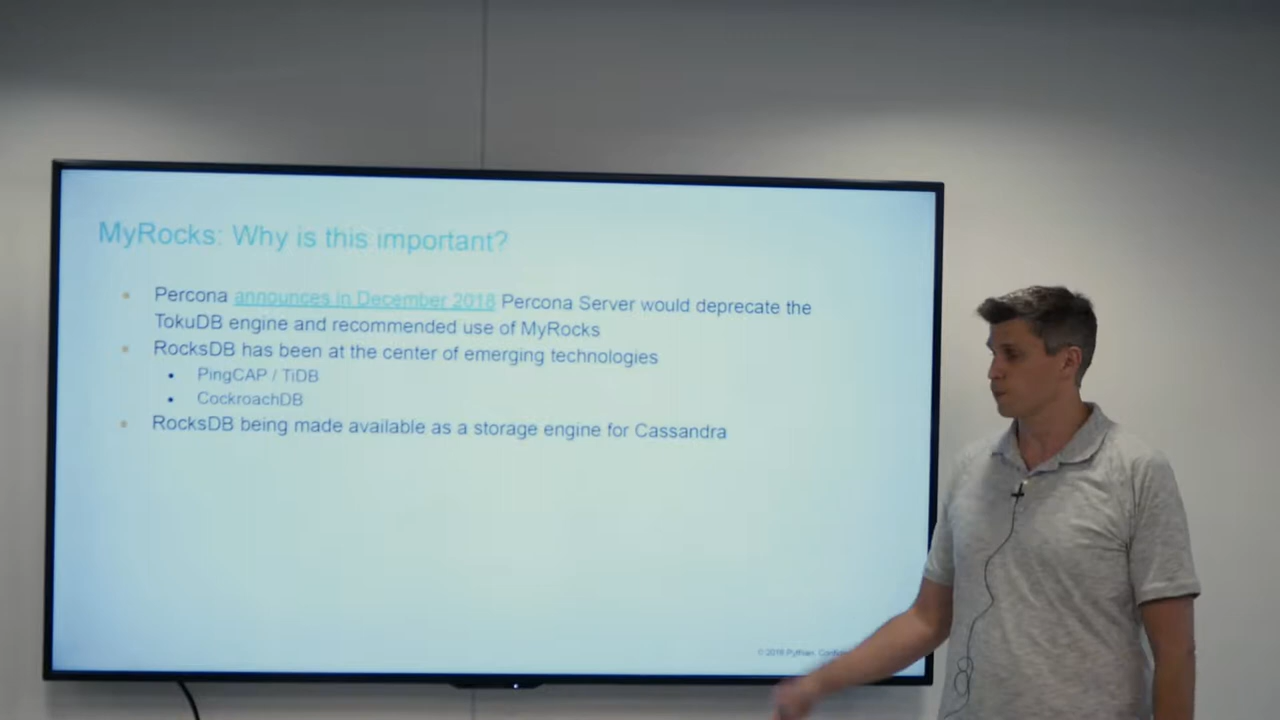 MyRocks: Why is this important?
Percona announces in December 2018 Percona Server would deprecate the
TokuDB engine and recommended use of MyRocks
RocksDB has been at the center of emerging technologies
PingCAP / TiDB
CockroachDB
RocksDB being made available as a storage engine for Cassandra
© 2018 Pythian.